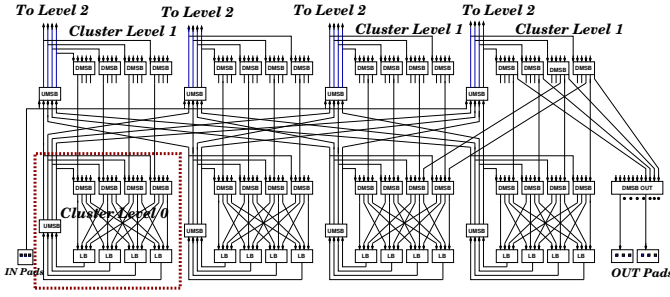 To Level 2 To Level 2 To Level 2 To Level 2
Cluster Level 1 Cluster Level 1 Cluster Level 1
DMSB DMSB DMSB DMSB DMSB DMSB DMSB DMSB DMSB DMSB DMSB DMSB DMSB DMSB DMSB DMSB
UMSB UMSB UMSB UMSB
DMSB DMSB DMSB DMSB DMSB DMSB DMSB DMSB DMSB DMSB DMSB DMSB DMSB DMSB DMSB DMSB DMSB OUT
Cluster Level 0
UMSB UMSB UMSB UMSB
LB LB LB LB LB LB LB LB LB LB LB LB LB LB LB LB
IN Pads OUT Pads